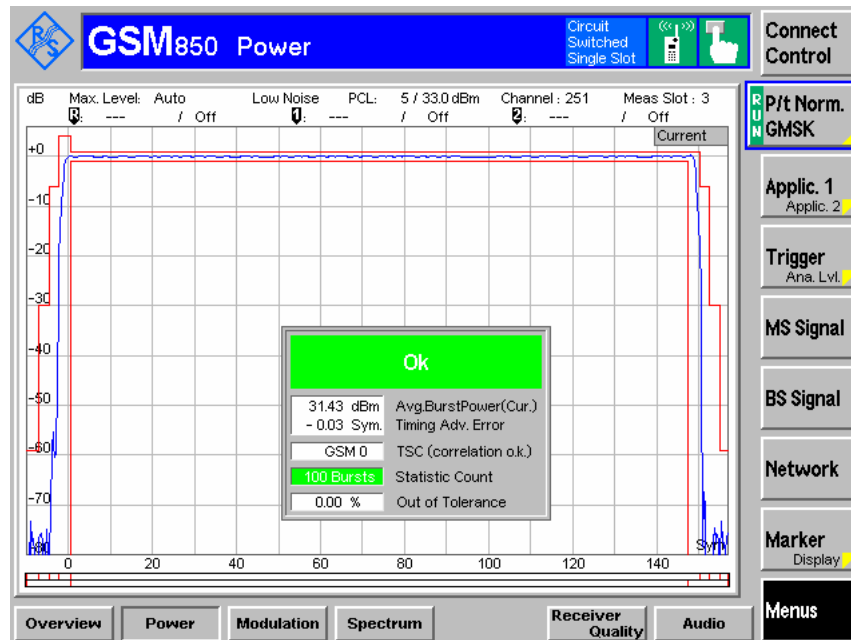 R S
GSM850 Power
Circuit
Switched
Single Slot
Connect
Control
dB Max. Level: Auto Low Noise PCL: 5 / 33.0 dBm Channel : 251 Meas Slot : 3
R: --- / Off 1: --- / Off 2: --- / Off
Current
RUN
P/t Norm.
GMSK
Applic. 1
Applic. 2
Trigger
Ana. Lvl.
MS Signal
BS Signal
Network
Marker
Display
Menus
+0
-10
-20
-30
-40
-50
-60
-70
-80
Ok
31.43 dBm Avg.BurstPower(Cur.)
- 0.03 Sym. Timing Adv. Error
GSM 0 TSC (correlation o.k.)
100 Bursts Statistic Count
0.00 % Out of Tolerance
Sym
0 20 40 60 80 100 120 140
Overview Power Modulation Spectrum Receiver Quality Audio